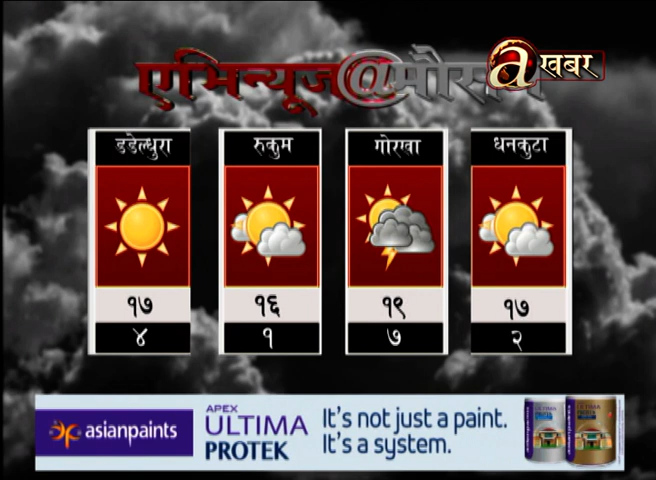 एभिन्यूज@मौसम
a खबर
डडेल्धुरा
१७
४
रुकुम
१६
१
गोरखा
१९
७
धनकुटा
१७
२
asianpaints
APEX
ULTIMA
PROTEK
It's not just a paint.
It's a system.